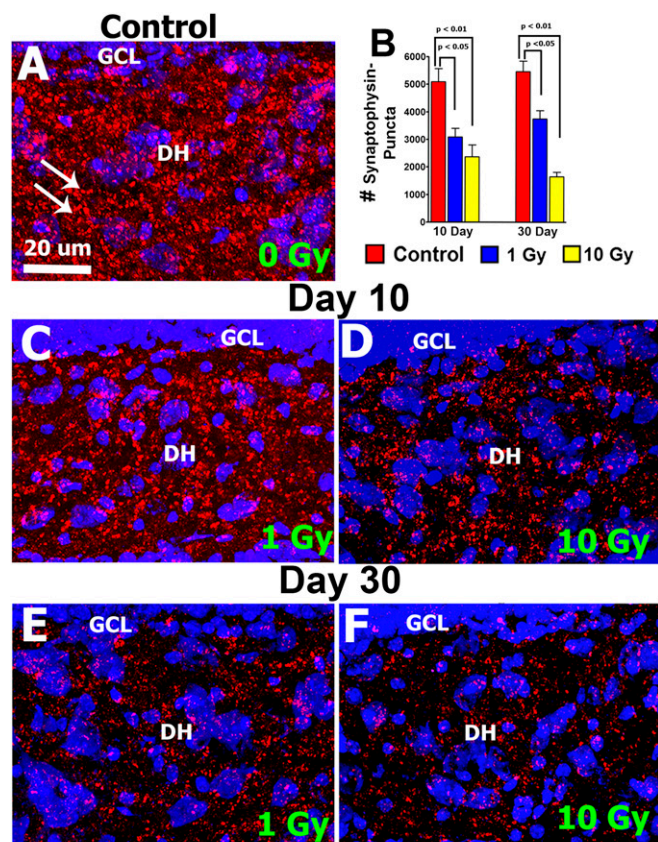 Control
A
GCL
DH
20 um
0 Gy
B
p < 0.01
p < 0.05
p < 0.01
p <0.05
# Synaptophysin-
Puncta
6000
5000
4000
3000
2000
1000
0
10 Day
30 Day
Control
1 Gy
10 Gy
Day 10
C
GCL
DH
1 Gy
D
GCL
DH
10 Gy
Day 30
E
GCL
DH
1 Gy
F
GCL
DH
10 Gy